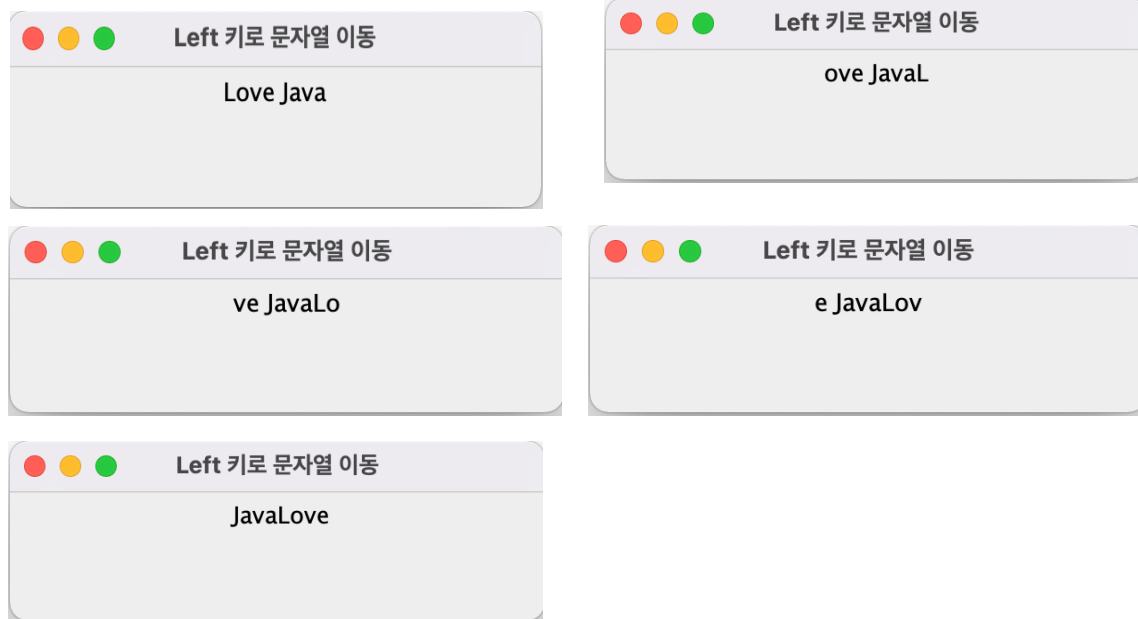 Left 키로 문자열 이동
Love Java
Left 키로 문자열 이동
ove JavaL
Left 키로 문자열 이동
ve JavaLo
Left 키로 문자열 이동
e JavaLov
Left 키로 문자열 이동
JavaLove